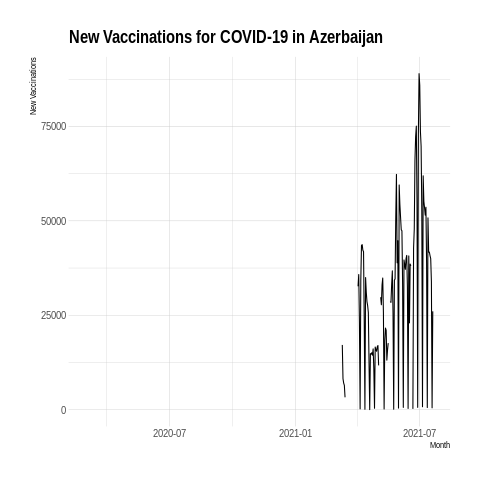 New Vaccinations for COVID-19 in Azerbaijan
New Vaccinations
75000
50000
25000
0
2020-07
2021-01
2021-07
Month